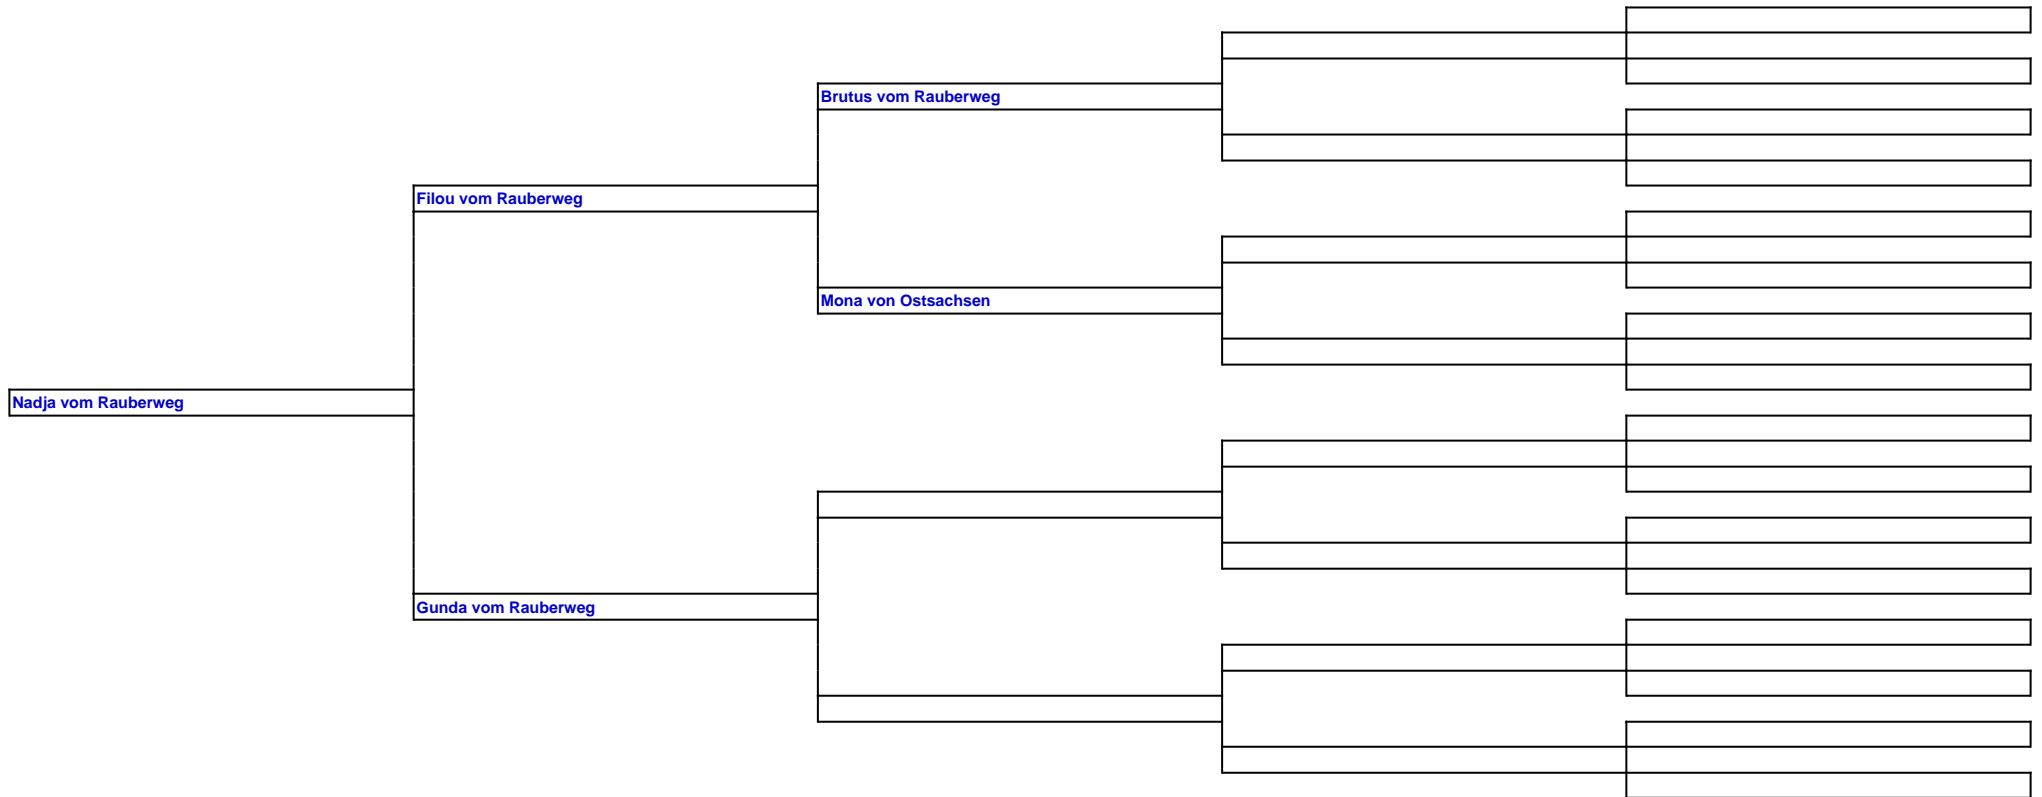 Brutus vom Rauberweg
Filou vom Rauberweg
Mona von Ostsachsen
Nadja vom Rauberweg
Gunda vom Rauberweg